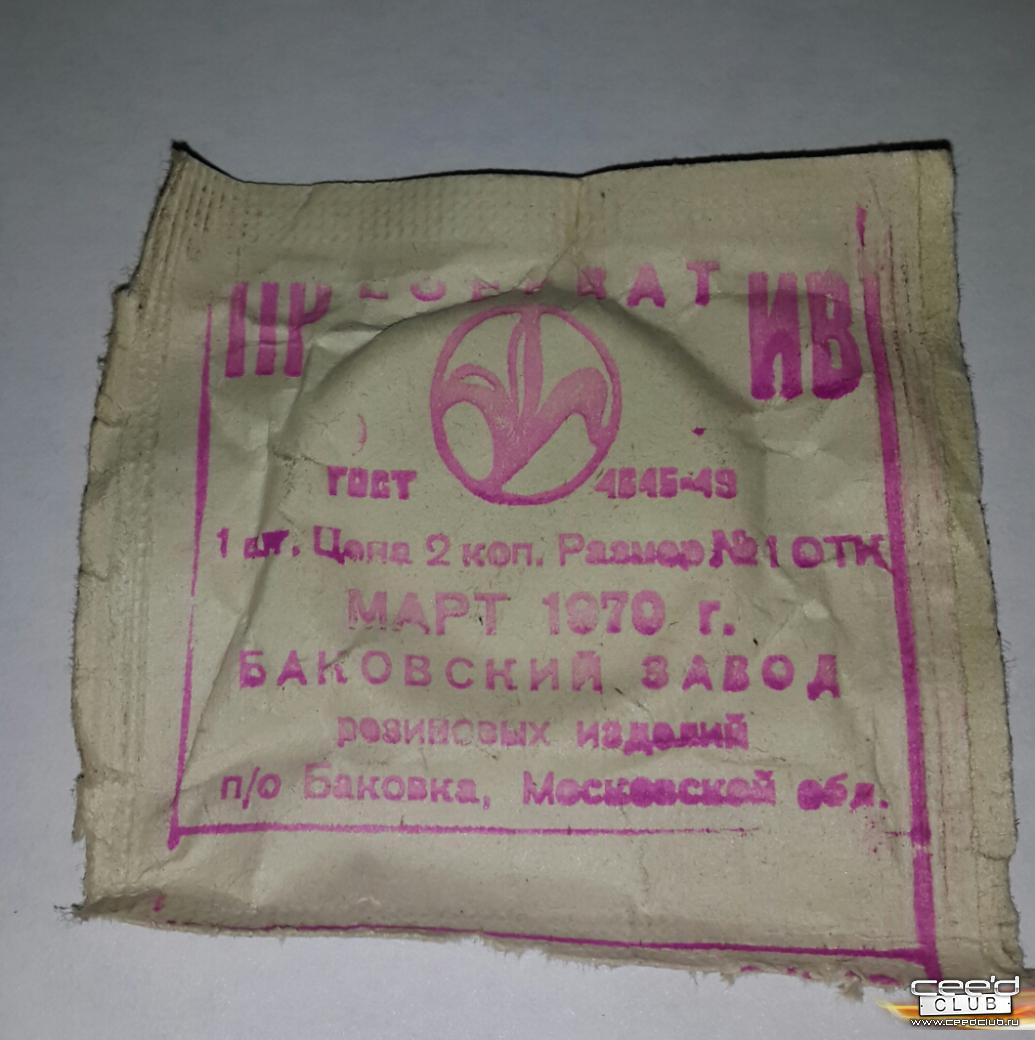 ПРЕЗЕРВАТИВ
ГОСТ 4645-49
1 шт. Цена 2 коп. Размер №1 ОТК
МАРТ 1970 г.
БАКОВСКИЙ ЗАВОД
резиновых изделий
п/о Баковка, Московской обл.
cee'd
CLUB
www.ceedclub.ru